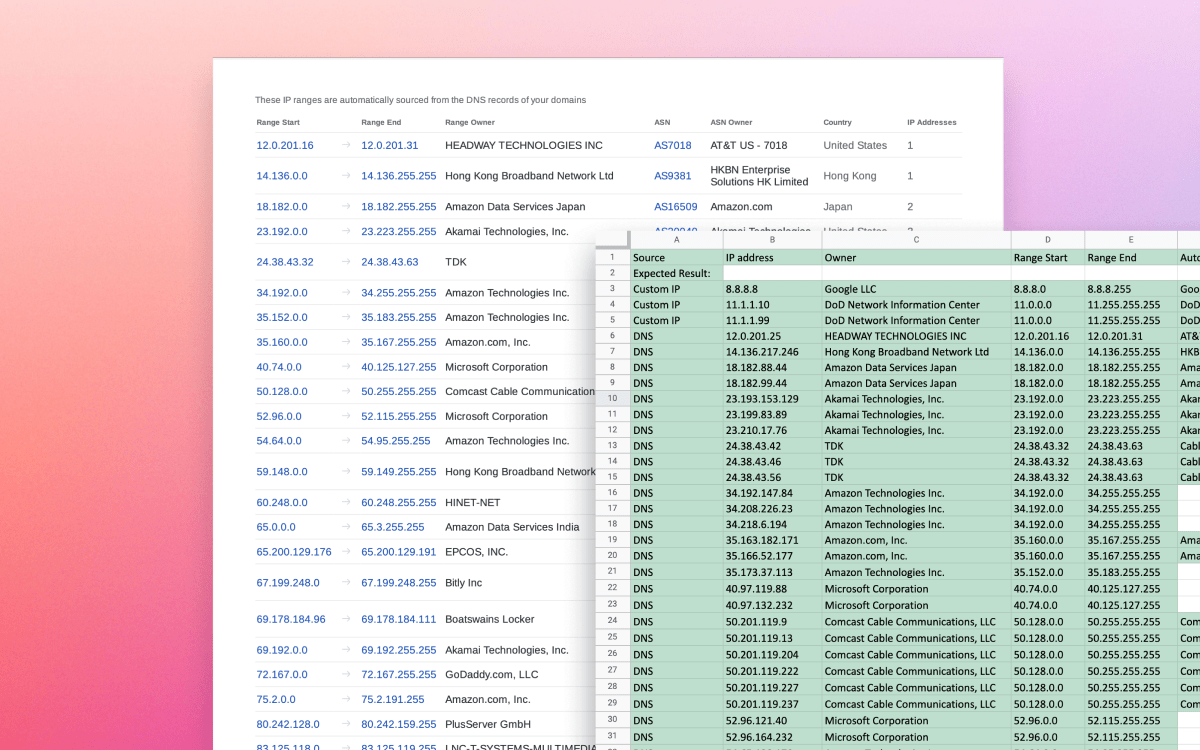 These IP ranges are automatically sourced from the DNS records of your domains
Range Start Range End Range Owner ASN ASN Owner Country IP Addresses
12.0.201.16 → 12.0.201.31 HEADWAY TECHNOLOGIES INC AS7018 AT&T US - 7018 United States 1
14.136.0.0 → 14.136.255.255 Hong Kong Broadband Network Ltd AS9381 HKBN Enterprise Solutions HK Limited Hong Kong 1
18.182.0.0 → 18.182.255.255 Amazon Data Services Japan AS16509 Amazon.com Japan 2
23.192.0.0 → 23.223.255.255 Akamai Technologies, Inc.
24.38.43.32 → 24.38.43.63 TDK
34.192.0.0 → 34.255.255.255 Amazon Technologies Inc.
35.152.0.0 → 35.183.255.255 Amazon Technologies Inc.
35.160.0.0 → 35.167.255.255 Amazon.com, Inc.
40.74.0.0 → 40.125.127.255 Microsoft Corporation
50.128.0.0 → 50.255.255.255 Comcast Cable Communication
52.96.0.0 → 52.115.255.255 Microsoft Corporation
54.64.0.0 → 54.95.255.255 Amazon Technologies Inc.
59.148.0.0 → 59.149.255.255 Hong Kong Broadband Network
60.248.0.0 → 60.248.255.255 HINET-NET
65.0.0.0 → 65.3.255.255 Amazon Data Services India
65.200.129.176 → 65.200.129.191 EPCOS, INC.
67.199.248.0 → 67.199.248.255 Bitly Inc
69.178.184.96 → 69.178.184.111 Boatswains Locker
69.192.0.0 → 69.192.255.255 Akamai Technologies, Inc.
72.167.0.0 → 72.167.255.255 GoDaddy.com, LLC
75.2.0.0 → 75.2.191.255 Amazon.com, Inc.
80.242.128.0 → 80.242.159.255 PlusServer GmbH
83.125.118.0 → 83.125.119.255 LNC-T-SYSTEMS-MULTIMEDIA
A B C D E
1 Source IP address Owner Range Start Range End Auto
2 Expected Result:
3 Custom IP 8.8.8.8 Google LLC 8.8.8.0 8.8.8.255 Goo
4 Custom IP 11.1.1.10 DoD Network Information Center 11.0.0.0 11.255.255.255 DoD
5 Custom IP 11.1.1.99 DoD Network Information Center 11.0.0.0 11.255.255.255 DoD
6 DNS 12.0.201.25 HEADWAY TECHNOLOGIES INC 12.0.201.16 12.0.201.31 AT&
7 DNS 14.136.217.246 Hong Kong Broadband Network Ltd 14.136.0.0 14.136.255.255 HKB
8 DNS 18.182.88.44 Amazon Data Services Japan 18.182.0.0 18.182.255.255 Ama
9 DNS 18.182.99.44 Amazon Data Services Japan 18.182.0.0 18.182.255.255 Ama
10 DNS 23.193.153.129 Akamai Technologies, Inc. 23.192.0.0 23.223.255.255 Akar
11 DNS 23.199.83.89 Akamai Technologies, Inc. 23.192.0.0 23.223.255.255 Akar
12 DNS 23.210.17.76 Akamai Technologies, Inc. 23.192.0.0 23.223.255.255 Akar
13 DNS 24.38.43.42 TDK 24.38.43.32 24.38.43.63 Cabl
14 DNS 24.38.43.46 TDK 24.38.43.32 24.38.43.63 Cabl
15 DNS 24.38.43.56 TDK 24.38.43.32 24.38.43.63 Cabl
16 DNS 34.192.147.84 Amazon Technologies Inc. 34.192.0.0 34.255.255.255
17 DNS 34.208.226.23 Amazon Technologies Inc. 34.192.0.0 34.255.255.255
18 DNS 34.218.6.194 Amazon Technologies Inc. 34.192.0.0 34.255.255.255
19 DNS 35.163.182.171 Amazon.com, Inc. 35.160.0.0 35.167.255.255 Ama
20 DNS 35.166.52.177 Amazon.com, Inc. 35.160.0.0 35.167.255.255 Ama
21 DNS 35.173.37.113 Amazon Technologies Inc. 35.152.0.0 35.183.255.255
22 DNS 40.97.119.88 Microsoft Corporation 40.74.0.0 40.125.127.255
23 DNS 40.97.132.232 Microsoft Corporation 40.74.0.0 40.125.127.255
24 DNS 50.201.119.9 Comcast Cable Communications, LLC 50.128.0.0 50.255.255.255 Com
25 DNS 50.201.119.13 Comcast Cable Communications, LLC 50.128.0.0 50.255.255.255 Com
26 DNS 50.201.119.204 Comcast Cable Communications, LLC 50.128.0.0 50.255.255.255 Com
27 DNS 50.201.119.222 Comcast Cable Communications, LLC 50.128.0.0 50.255.255.255 Com
28 DNS 50.201.119.227 Comcast Cable Communications, LLC 50.128.0.0 50.255.255.255 Com
29 DNS 50.201.119.237 Comcast Cable Communications, LLC 50.128.0.0 50.255.255.255 Com
30 DNS 52.96.121.40 Microsoft Corporation 52.96.0.0 52.115.255.255
31 DNS 52.96.164.232 Microsoft Corporation 52.96.0.0 52.115.255.255